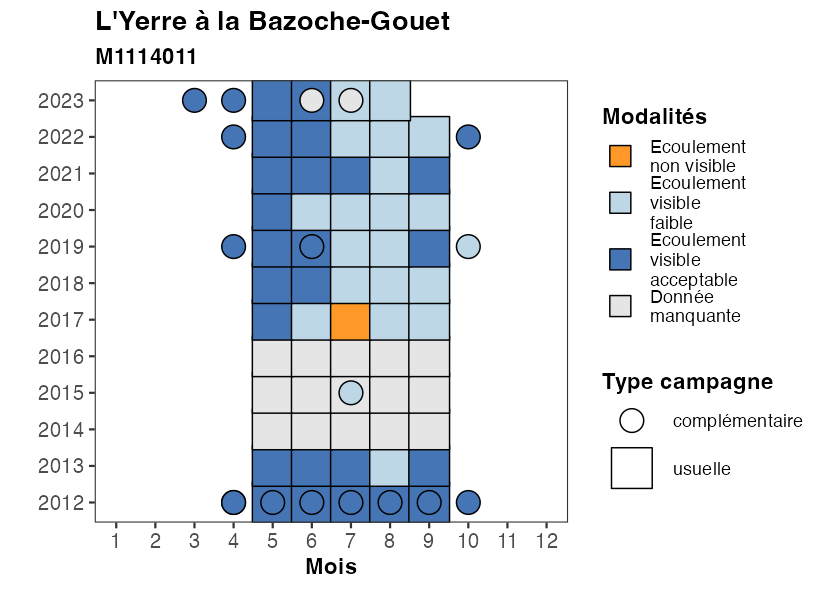 L'Yerre à la Bazoche-Gouet
M1114011
2023
2022
2021
2020
2019
2018
2017
2016
2015
2014
2013
2012
1 2 3 4 5 6 7 8 9 10 11 12
Mois
Modalités
Ecoulement
non visible
Ecoulement
visible
faible
Ecoulement
visible
acceptable
Donnée
manquante
Type campagne
complémentaire
usuelle